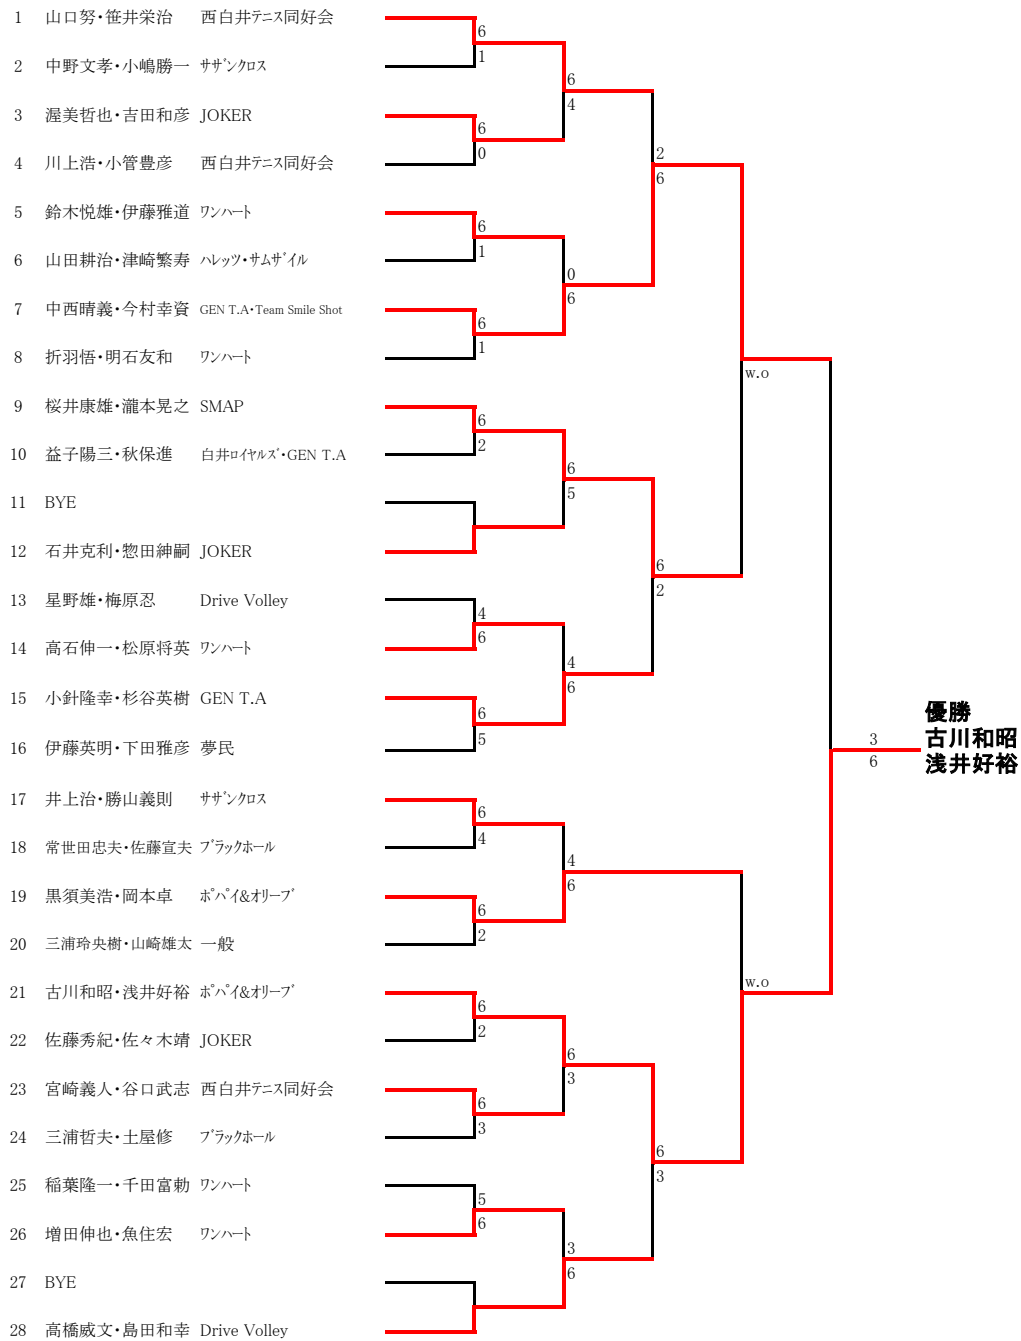 1 山口努・笹井栄治 西白井テニス同好会
6
1
2 中野文孝・小嶋勝一 サザンクロス
6
4
3 渥美哲也・吉田和彦 JOKER
6
0
4 川上浩・小管豊彦 西白井テニス同好会
2
6
5 鈴木悦雄・伊藤雅道 ワンハート
6
1
6 山田耕治・津崎繁寿 ハレッツ・サムザイル
0
6
7 中西晴義・今村幸資 GEN T.A・Team Smile Shot
6
1
8 折羽悟・明石友和 ワンハート
w.o
9 桜井康雄・瀧本晃之 SMAP
6
2
10 益子陽三・秋保進 白井ロイヤルズ・GEN T.A
6
5
11 BYE
12 石井克利・惣田紳嗣 JOKER
6
2
13 星野雄・梅原忍 Drive Volley
4
6
14 高石伸一・松原将英 ワンハート
4
6
15 小針隆幸・杉谷英樹 GEN T.A
6
5
16 伊藤英明・下田雅彦 夢民
優勝
古川和昭
浅井好裕
3
6
17 井上治・勝山義則 サザンクロス
6
4
18 常世田忠夫・佐藤宣夫 ブラックホール
4
6
19 黒須美浩・岡本卓 ポパイ&オリーブ
6
2
20 三浦玲央樹・山崎雄太 一般
w.o
21 古川和昭・浅井好裕 ポパイ&オリーブ
6
2
22 佐藤秀紀・佐々木靖 JOKER
6
3
23 宮崎義人・谷口武志 西白井テニス同好会
6
3
24 三浦哲夫・土屋修 ブラックホール
6
3
25 稲葉隆一・千田富勅 ワンハート
5
6
26 増田伸也・魚住宏 ワンハート
3
6
27 BYE
28 高橋威文・島田和幸 Drive Volley